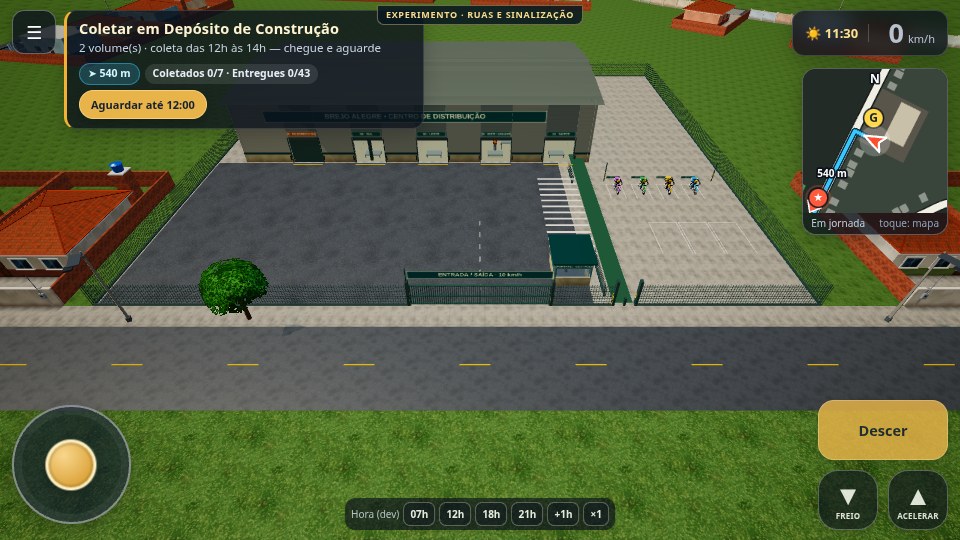 EXPERIMENTO · RUAS E SINALIZAÇÃO
☰
Coletar em Depósito de Construção
2 volume(s) · coleta das 12h às 14h — chegue e aguarde
➤ 540 m
Coletados 0/7 · Entregues 0/43
Aguardar até 12:00
☀️ 11:30
0 km/h
N
G
540 m
Em jornada
toque: mapa
BREJO ALEGRE • CENTRO DE DISTRIBUIÇÃO
ENTRADA
SAÍDA · 10 km/h
Descer
▼
FREIO
▲
ACELERAR
Hora (dev)
07h
12h
18h
21h
+1h
×1